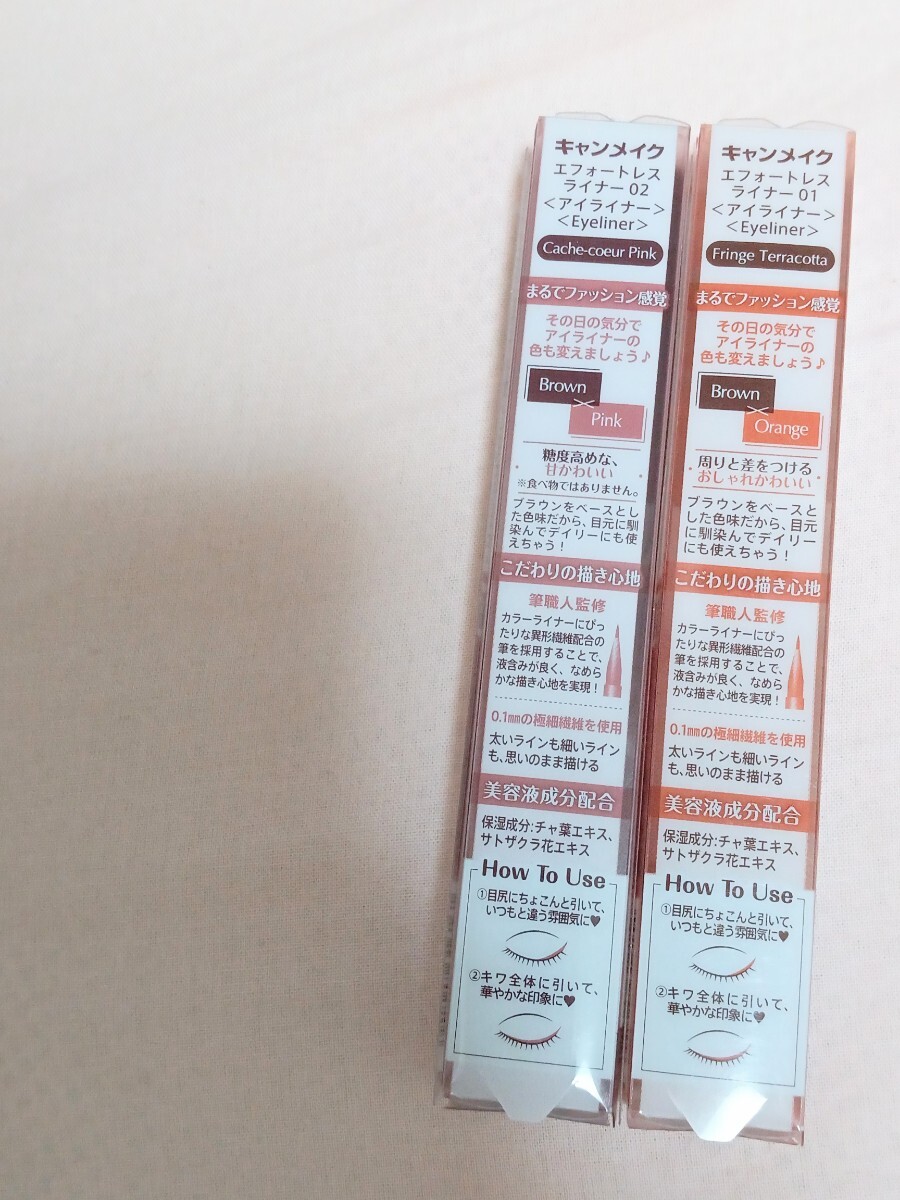 キャンメイク
エフォートレス
ライナー 02
＜アイライナー＞
＜Eyeliner＞
Cache-coeur Pink
まるでファッション感覚
その日の気分で
アイライナーの
色も変えましょう♪
Brown
×
Pink
糖度高めな、
甘かわいい
※食べ物ではありません。
ブラウンをベースとし
た色味だから、目元に馴
染んでデイリーにも使
えちゃう！
こだわりの描き心地
筆職人監修
カラーライナーにぴっ
たりな異形繊維配合の
筆を採用することで、
液含みが良く、なめら
かな描き心地を実現！
0.1mmの極細繊維を使用
太いラインも細いライン
も、思いのまま描ける
美容液成分配合
保湿成分:チャ葉エキス、
サトザクラ花エキス
How To Use
①目尻にちょこんと引いて、
いつもと違う雰囲気に♥
②キワ全体に引いて、
華やかな印象に♥
キャンメイク
エフォートレス
ライナー 01
＜アイライナー＞
＜Eyeliner＞
Fringe Terracotta
まるでファッション感覚
その日の気分で
アイライナーの
色も変えましょう♪
Brown
×
Orange
周りと差をつける
おしゃれかわいい
ブラウンをベースと
した色味だから、目元
に馴染んでデイリー
にも使えちゃう！
こだわりの描き心地
筆職人監修
カラーライナーにぴっ
たりな異形繊維配合の
筆を採用することで、
液含みが良く、なめら
かな描き心地を実現！
0.1mmの極細繊維を使用
太いラインも細いライン
も、思いのまま描ける
美容液成分配合
保湿成分:チャ葉エキス、
サトザクラ花エキス
How To Use
①目尻にちょこんと引いて、
いつもと違う雰囲気に♥
②キワ全体に引いて、
華やかな印象に♥